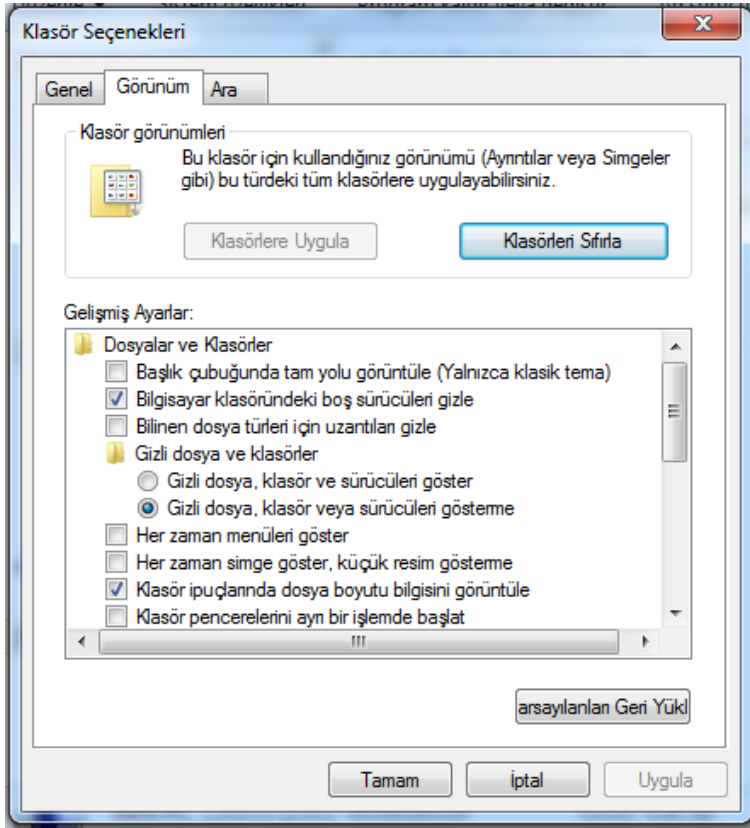 Klasör Seçenekleri
Genel Görünüm Ara
Klasör görünümleri
Bu klasör için kullandığınız görünümü (Ayrıntılar veya Simgeler
gibi) bu türdeki tüm klasörlere uygulayabilirsiniz.
Klasörlere Uygula Klasörleri Sıfırla
Gelişmiş Ayarlar:
Dosyalar ve Klasörler
Başlık çubuğunda tam yolu görüntüle (Yalnızca klasik tema)
Bilgisayar klasöründeki boş sürücüleri gizle
Bilinen dosya türleri için uzantıları gizle
Gizli dosya ve klasörler
Gizli dosya, klasör ve sürücüleri göster
Gizli dosya, klasör veya sürücüleri gösterme
Her zaman menüleri göster
Her zaman simge göster, küçük resim gösterme
Klasör ipuçlarında dosya boyutu bilgisini görüntüle
Klasör pencerelerini ayrı bir işlemde başlat
arsayılanları Geri Yükl
Tamam İptal Uygula